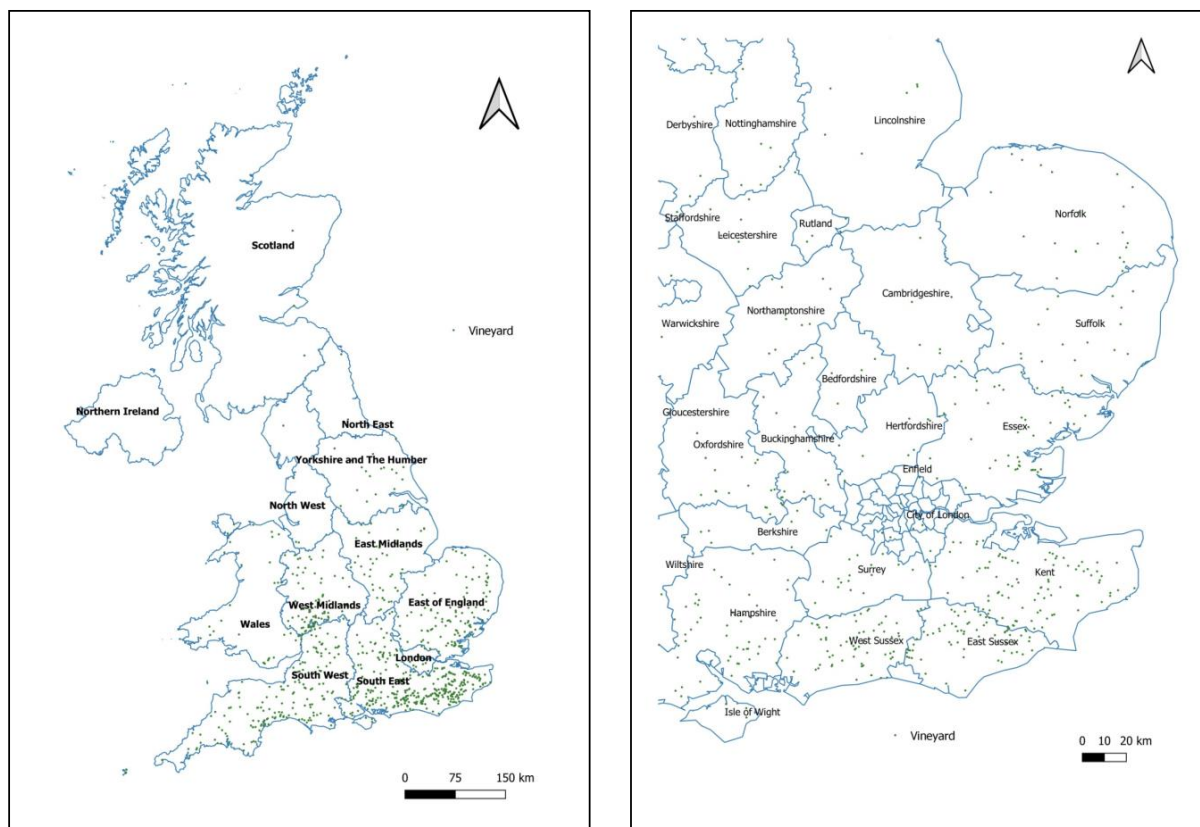 Scotland
Vineyard
Northern Ireland
North East
Yorkshire and The Humber
North West
East Midlands
West Midlands
East of England
Wales
London
South West
South East
0 75 150 km
Derbyshire
Nottinghamshire
Lincolnshire
Staffordshire
Leicestershire
Rutland
Norfolk
Cambridgeshire
Northamptonshire
Warwickshire
Suffolk
Bedfordshire
Gloucestershire
Oxfordshire
Buckinghamshire
Hertfordshire
Essex
Enfield
City of London
Berkshire
Wiltshire
Surrey
Kent
Hampshire
West Sussex
East Sussex
Isle of Wight
Vineyard
0 10 20 km